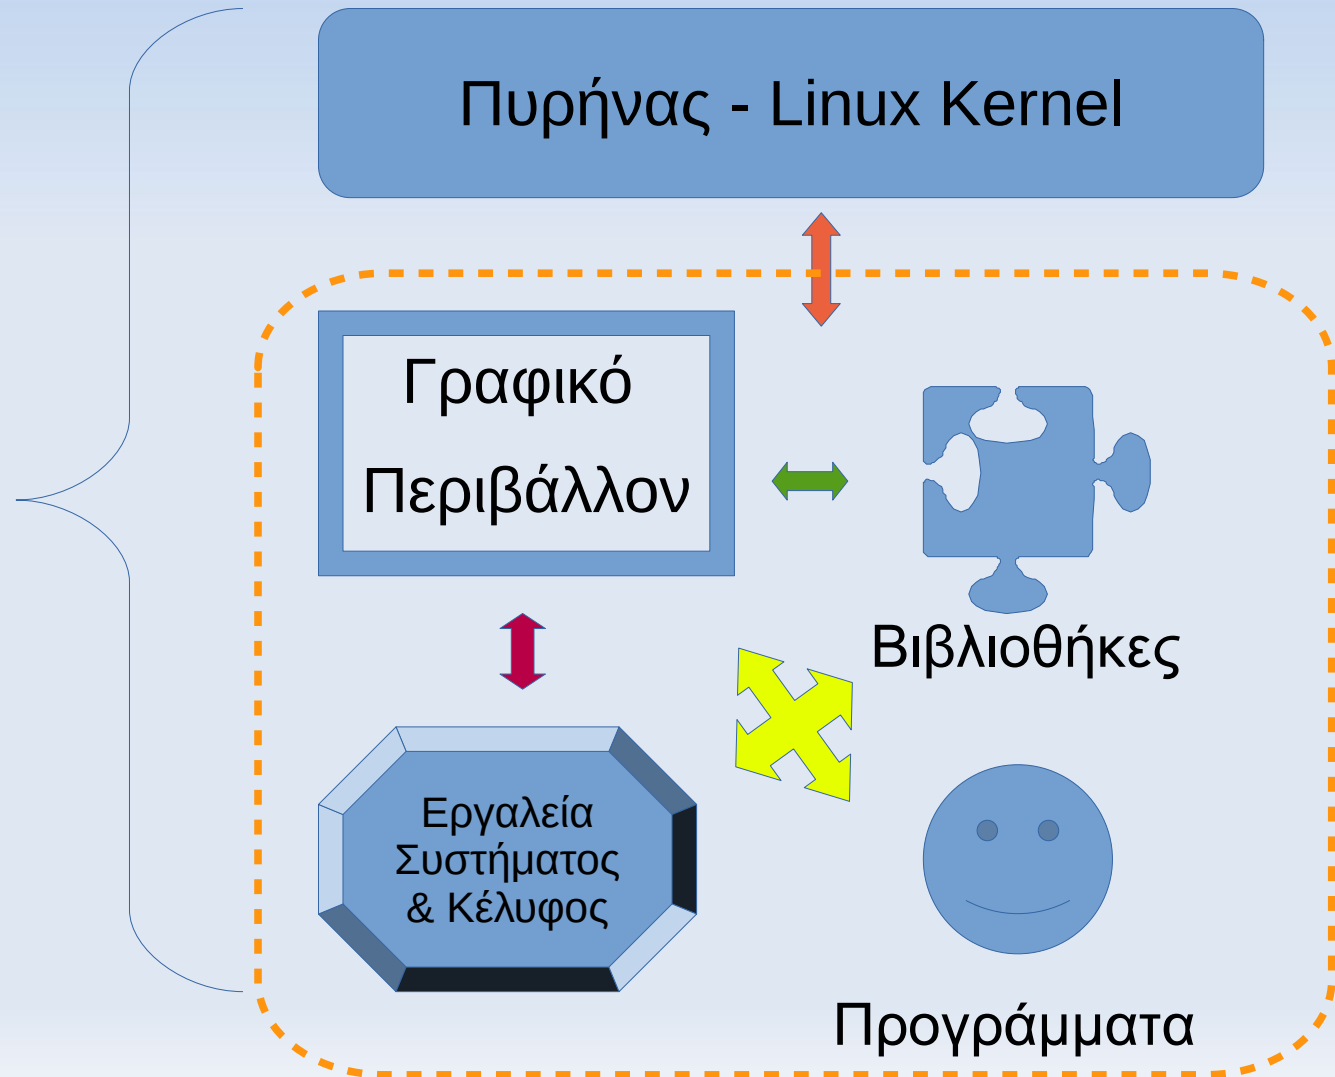 Πυρήνας - Linux Kernel
Γραφικό
Περιβάλλον
Βιβλιοθήκες
Εργαλεία
Συστήματος
& Κέλυφος
Προγράμματα